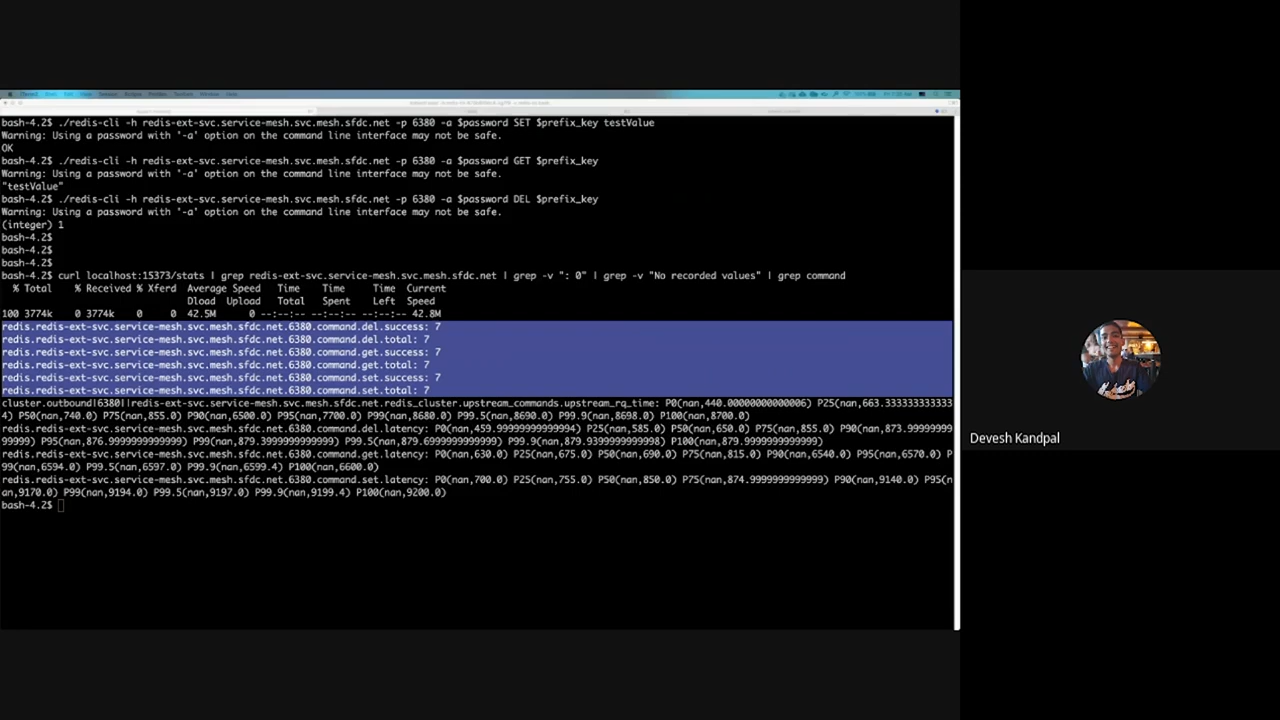 bash-4.2$ ./redis-cli -h redis-ext-svc.service-mesh.svc.mesh.sfdc.net -p 6380 -a $password SET $prefix_key testValue
Warning: Using a password with '-a' option on the command line interface may not be safe.
OK
bash-4.2$ ./redis-cli -h redis-ext-svc.service-mesh.svc.mesh.sfdc.net -p 6380 -a $password GET $prefix_key
Warning: Using a password with '-a' option on the command line interface may not be safe.
"testValue"
bash-4.2$ ./redis-cli -h redis-ext-svc.service-mesh.svc.mesh.sfdc.net -p 6380 -a $password DEL $prefix_key
Warning: Using a password with '-a' option on the command line interface may not be safe.
(integer) 1
bash-4.2$
bash-4.2$
bash-4.2$
bash-4.2$ curl localhost:15373/stats | grep redis-ext-svc.service-mesh.svc.mesh.sfdc.net | grep -v ": 0" | grep -v "No recorded values" | grep command
% Total % Received % Xferd Average Speed Time Time Time Current
Dload Upload Total Spent Left Speed
100 3774k 0 3774k 0 0 42.5M 0 --:--:-- --:--:-- --:--:-- 42.8M
redis.redis-ext-svc.service-mesh.svc.mesh.sfdc.net.6380.command.del.success: 7
redis.redis-ext-svc.service-mesh.svc.mesh.sfdc.net.6380.command.del.total: 7
redis.redis-ext-svc.service-mesh.svc.mesh.sfdc.net.6380.command.get.success: 7
redis.redis-ext-svc.service-mesh.svc.mesh.sfdc.net.6380.command.get.total: 7
redis.redis-ext-svc.service-mesh.svc.mesh.sfdc.net.6380.command.set.success: 7
redis.redis-ext-svc.service-mesh.svc.mesh.sfdc.net.6380.command.set.total: 7
cluster.outbound|6380||redis-ext-svc.service-mesh.svc.mesh.sfdc.net.redis_cluster.upstream_commands.upstream_rq_time: P0(nan,440.00000000000006) P25(nan,663.333333333333
4) P50(nan,740.0) P75(nan,855.0) P90(nan,6500.0) P95(nan,7700.0) P99(nan,8680.0) P99.5(nan,8690.0) P99.9(nan,8698.0) P100(nan,8700.0)
redis.redis-ext-svc.service-mesh.svc.mesh.sfdc.net.6380.command.del.latency: P0(nan,459.9999999999994) P25(nan,585.0) P50(nan,650.0) P75(nan,855.0) P90(nan,873.99999999
99999) P95(nan,876.9999999999999) P99(nan,879.3999999999999) P99.5(nan,879.6999999999999) P99.9(nan,879.9399999999998) P100(nan,879.9999999999999)
redis.redis-ext-svc.service-mesh.svc.mesh.sfdc.net.6380.command.get.latency: P0(nan,630.0) P25(nan,675.0) P50(nan,690.0) P75(nan,815.0) P90(nan,6540.0) P95(nan,6570.0) P
99(nan,6594.0) P99.5(nan,6597.0) P99.9(nan,6599.4) P100(nan,6600.0)
redis.redis-ext-svc.service-mesh.svc.mesh.sfdc.net.6380.command.set.latency: P0(nan,700.0) P25(nan,755.0) P50(nan,850.0) P75(nan,874.9999999999999) P90(nan,9140.0) P95(n
an,9170.0) P99(nan,9194.0) P99.5(nan,9197.0) P99.9(nan,9199.4) P100(nan,9200.0)
bash-4.2$
Devesh Kandpal